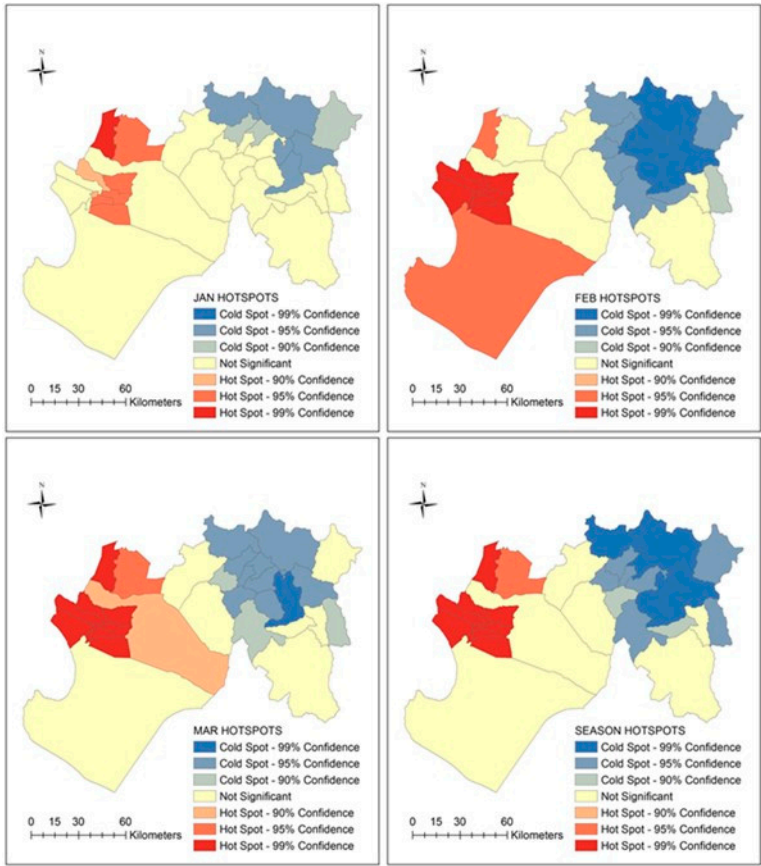 N
JAN HOTSPOTS
Cold Spot - 99% Confidence
Cold Spot - 95% Confidence
Cold Spot - 90% Confidence
Not Significant
Hot Spot - 90% Confidence
Hot Spot - 95% Confidence
Hot Spot - 99% Confidence
0 15 30 60
Kilometers
N
FEB HOTSPOTS
Cold Spot - 99% Confidence
Cold Spot - 95% Confidence
Cold Spot - 90% Confidence
Not Significant
Hot Spot - 90% Confidence
Hot Spot - 95% Confidence
Hot Spot - 99% Confidence
0 15 30 60
Kilometers
N
MAR HOTSPOTS
Cold Spot - 99% Confidence
Cold Spot - 95% Confidence
Cold Spot - 90% Confidence
Not Significant
Hot Spot - 90% Confidence
Hot Spot - 95% Confidence
Hot Spot - 99% Confidence
0 15 30 60
Kilometers
N
SEASON HOTSPOTS
Cold Spot - 99% Confidence
Cold Spot - 95% Confidence
Cold Spot - 90% Confidence
Not Significant
Hot Spot - 90% Confidence
Hot Spot - 95% Confidence
Hot Spot - 99% Confidence
0 15 30 60
Kilometers